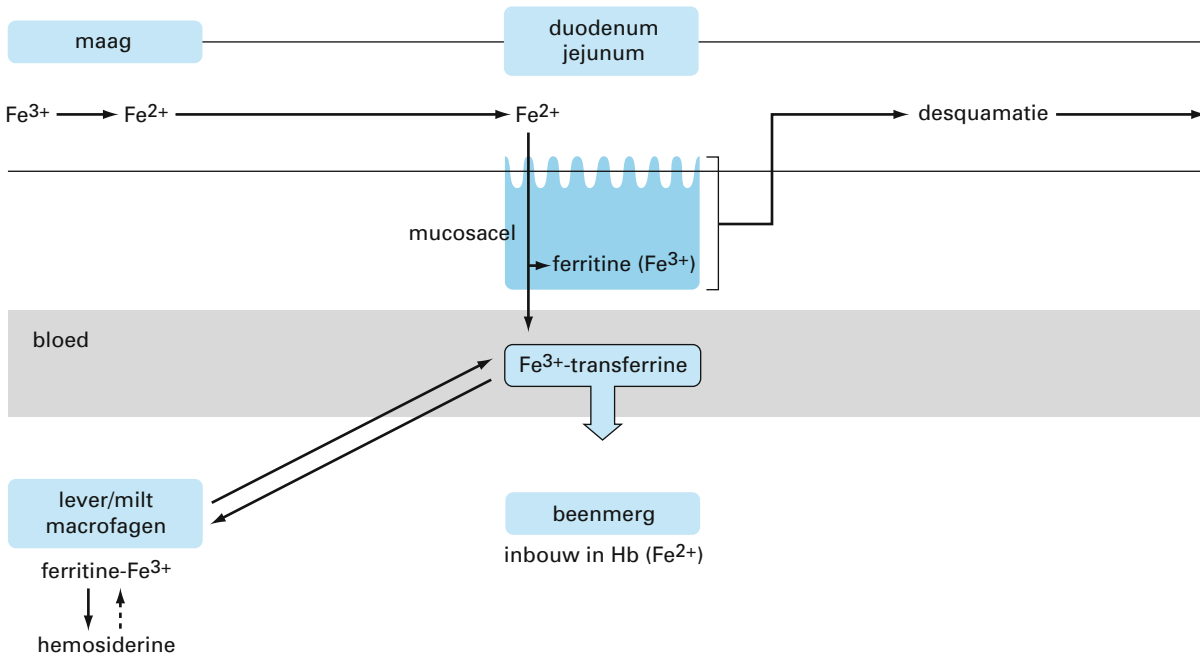 maag
duodenum
jejunum
Fe3+
Fe2+
Fe2+
desquamatie
mucosacel
ferritine (Fe3+)
bloed
Fe3+-transferrine
lever/milt
macrofagen
beenmerg
inbouw in Hb (Fe2+)
ferritine-Fe3+
hemosiderine